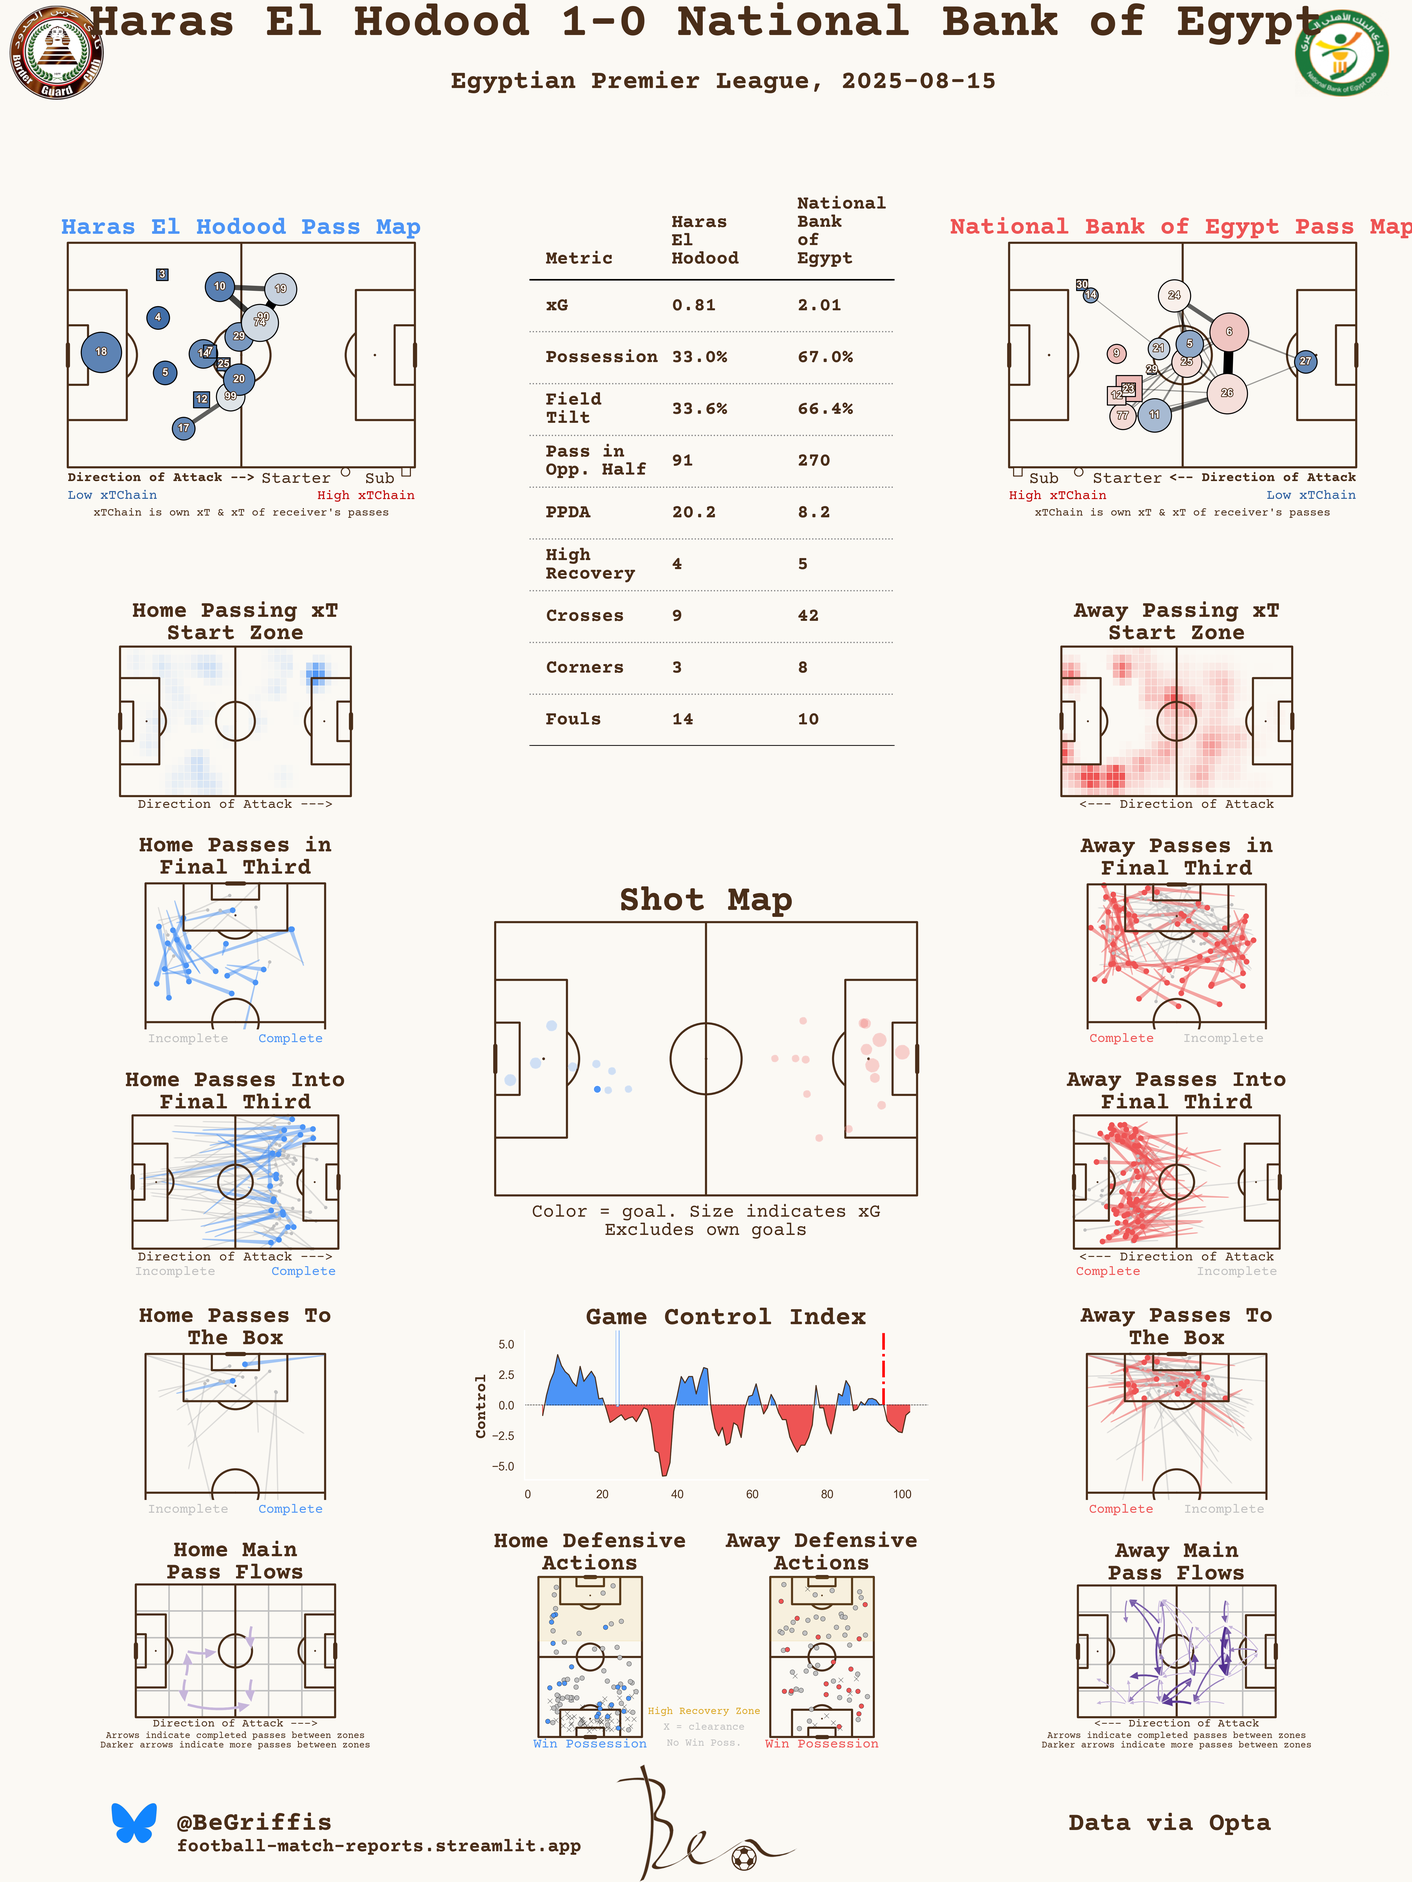 Haras El Hodood 1-0 National Bank of Egypt
Egyptian Premier League, 2025-08-15
Border Guard Club
National Bank of Egypt Club
Haras El Hodood Pass Map
3
10
19
4
90
74
29
18
14
7
25
5
20
12
99
17
Direction of Attack --> Starter Sub
Low xTChain High xTChain
xTChain is own xT & xT of receiver's passes
Metric Haras El Hodood National Bank of Egypt
xG 0.81 2.01
Possession 33.0% 67.0%
Field Tilt 33.6% 66.4%
Pass in Opp. Half 91 270
PPDA 20.2 8.2
High Recovery 4 5
Crosses 9 42
Corners 3 8
Fouls 14 10
National Bank of Egypt Pass Map
30
14
24
6
5
21
9
25
27
29
23
12
26
77
11
Sub Starter <-- Direction of Attack
High xTChain Low xTChain
xTChain is own xT & xT of receiver's passes
Home Passing xT
Start Zone
Direction of Attack --->
Away Passing xT
Start Zone
<--- Direction of Attack
Home Passes in
Final Third
Incomplete Complete
Away Passes in
Final Third
Complete Incomplete
Shot Map
Color = goal. Size indicates xG
Excludes own goals
Home Passes Into
Final Third
Direction of Attack --->
Incomplete Complete
Away Passes Into
Final Third
<--- Direction of Attack
Complete Incomplete
Home Passes To
The Box
Incomplete Complete
Game Control Index
Control
5.0
2.5
0.0
−2.5
−5.0
0 20 40 60 80 100
Away Passes To
The Box
Complete Incomplete
Home Main
Pass Flows
Direction of Attack --->
Arrows indicate completed passes between zones
Darker arrows indicate more passes between zones
Home Defensive
Actions
Win Possession
Away Defensive
Actions
Win Possession
High Recovery Zone
X = clearance
No Win Poss.
Away Main
Pass Flows
<--- Direction of Attack
Arrows indicate completed passes between zones
Darker arrows indicate more passes between zones
@BeGriffis
football-match-reports.streamlit.app
Ben
Data via Opta